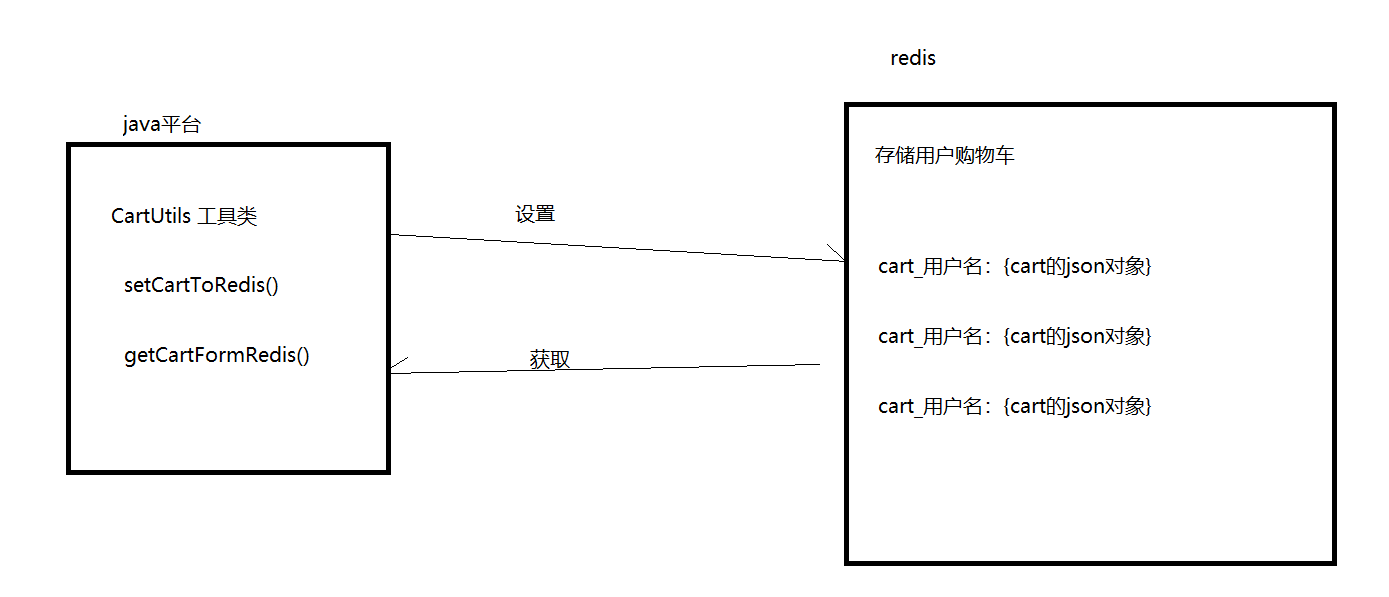 redis
java平台
存储用户购物车
CartUtils 工具类
设置
cart_用户名：{cart的json对象}
setCartToRedis()
cart_用户名：{cart的json对象}
getCartFormRedis()
获取
cart_用户名：{cart的json对象}